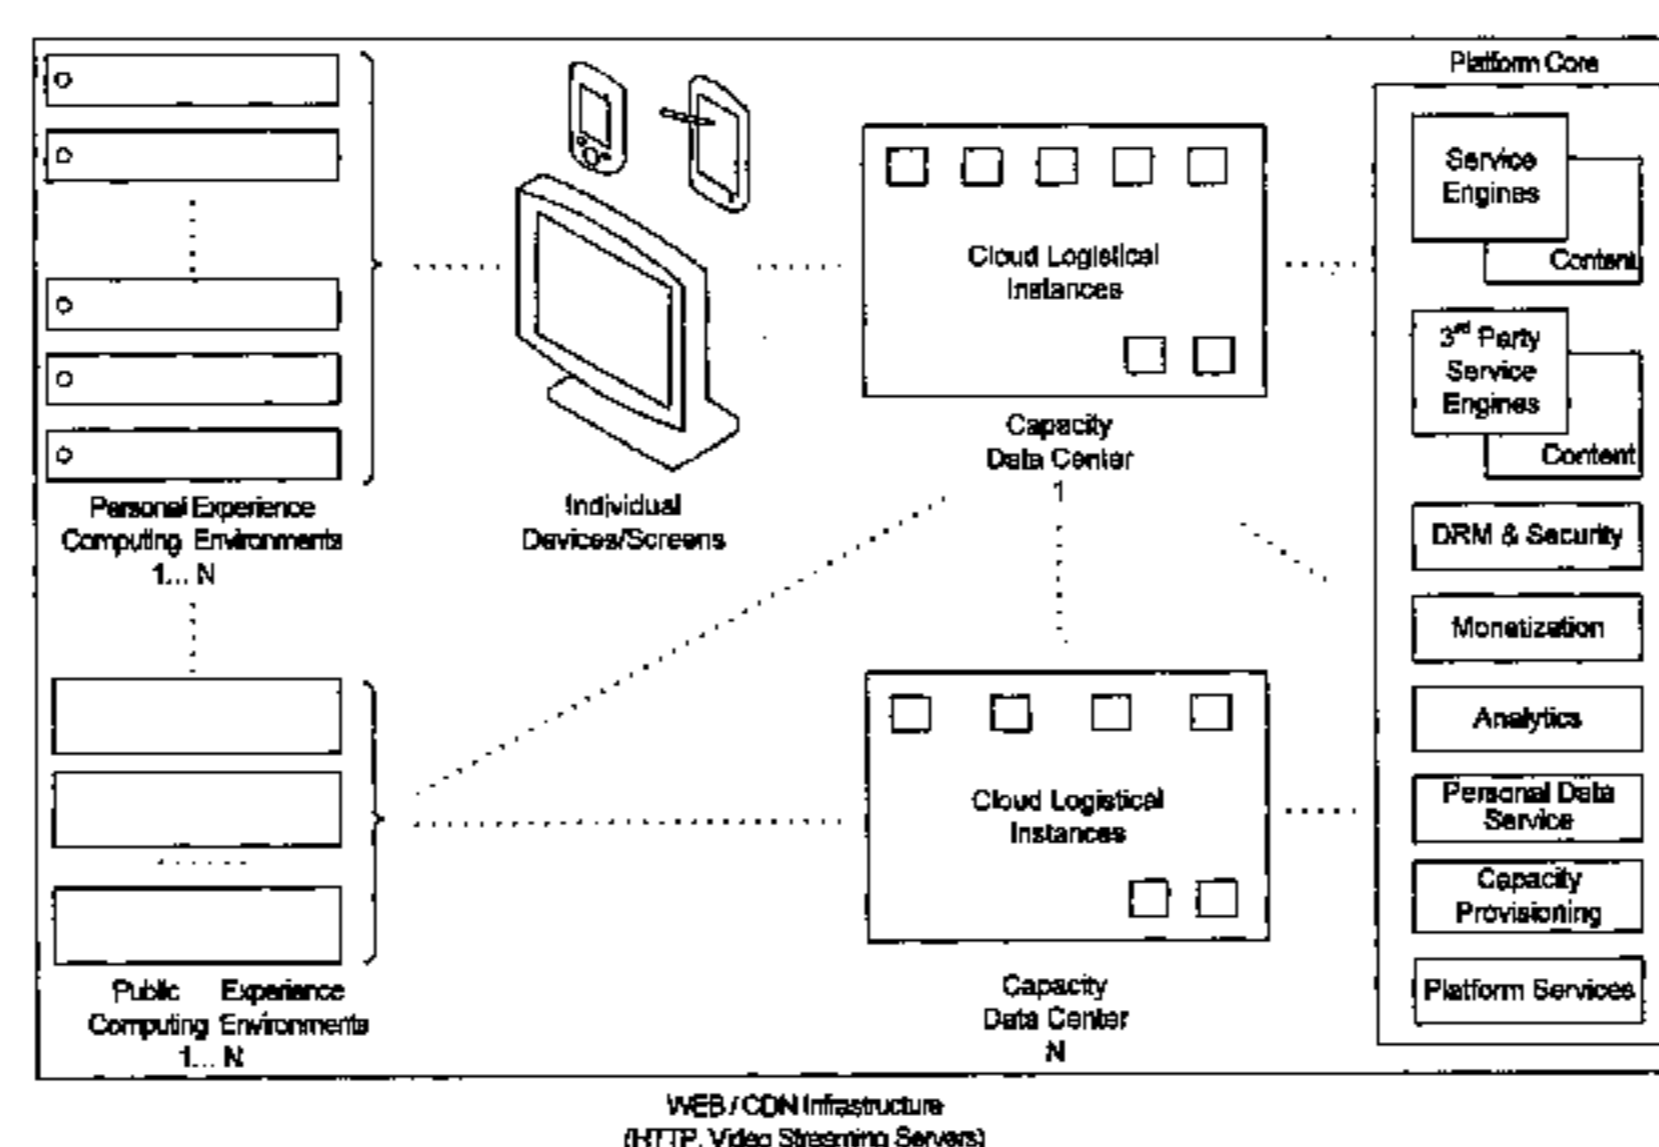 Platform Core
Service
Engines
Content
3rd Party
Service
Engines
Content
DRM & Security
Monetization
Analytics
Personal Data
Service
Capacity
Provisioning
Platform Services
Cloud Logistical
Instances
Capacity
Data Center
1
Individual
Devices/Screens
Personal Experience
Computing Environments
1... N
Cloud Logistical
Instances
Capacity
Data Center
N
Public Experience
Computing Environments
1... N
WEB / CDN Infrastructure
(HTTP, Video Streaming Servers)